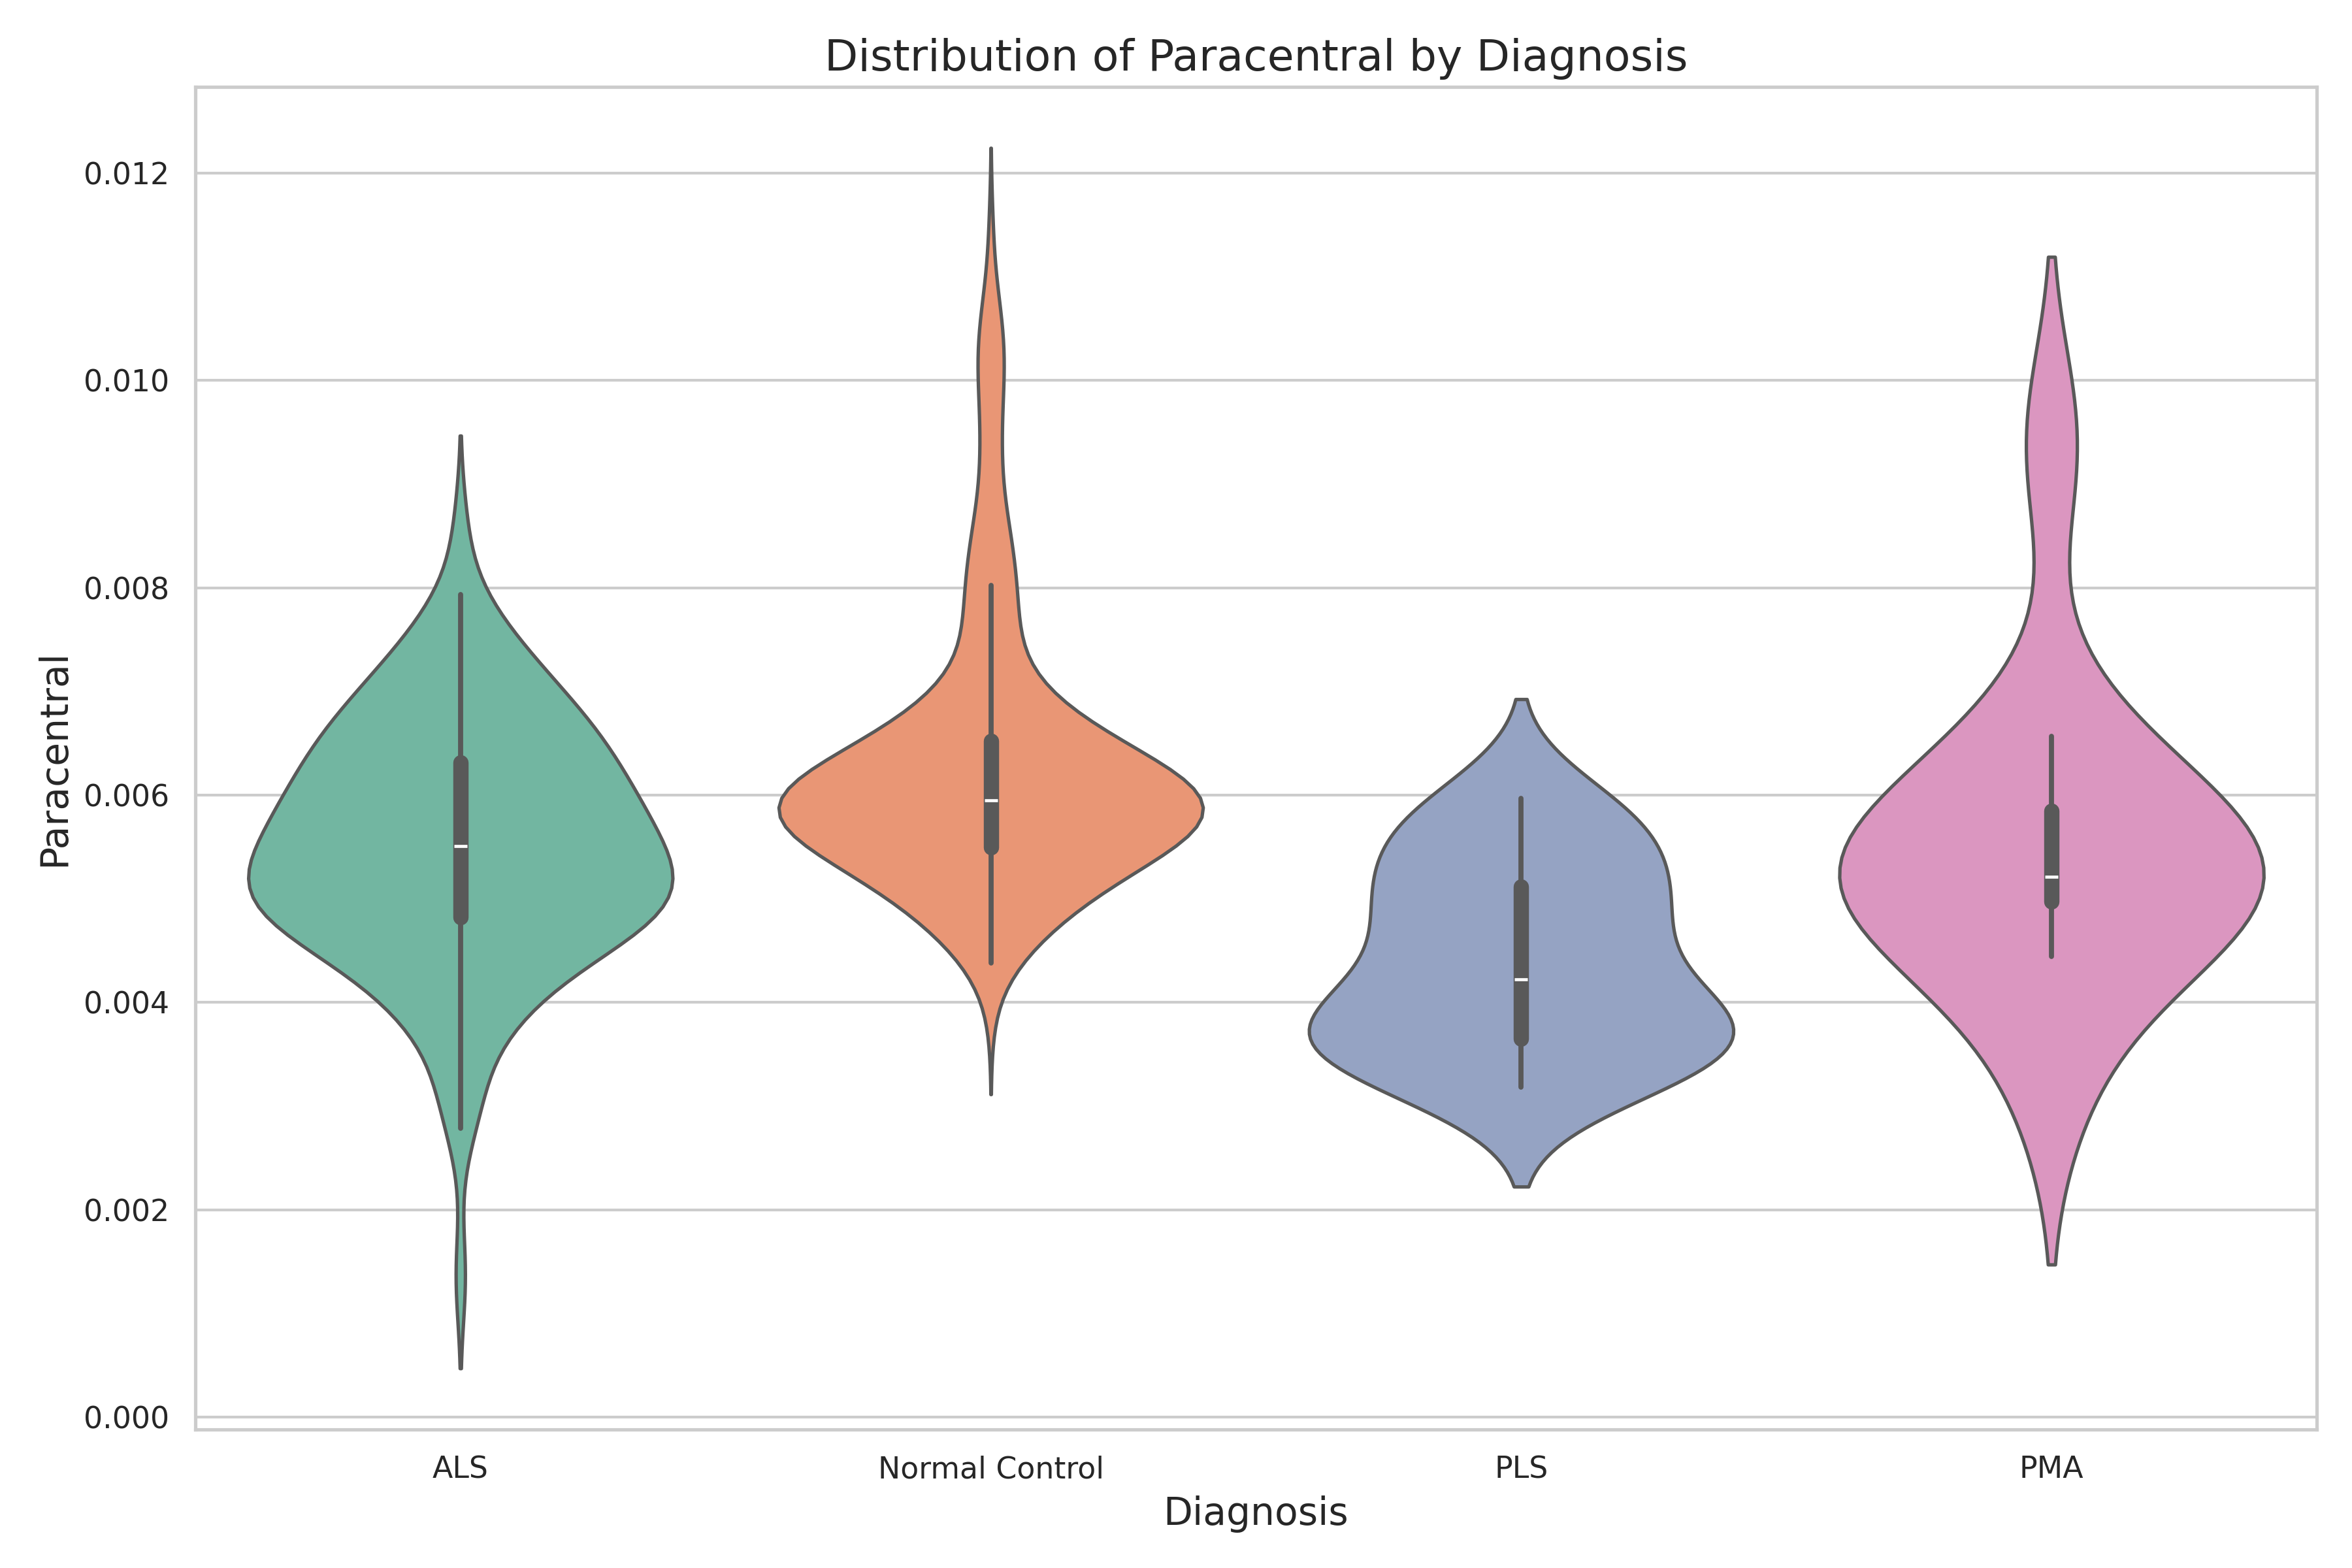 Distribution of Paracentral by Diagnosis
0.012
0.010
0.008
0.006
0.004
0.002
0.000
Paracentral
ALS
Normal Control
PLS
PMA
Diagnosis